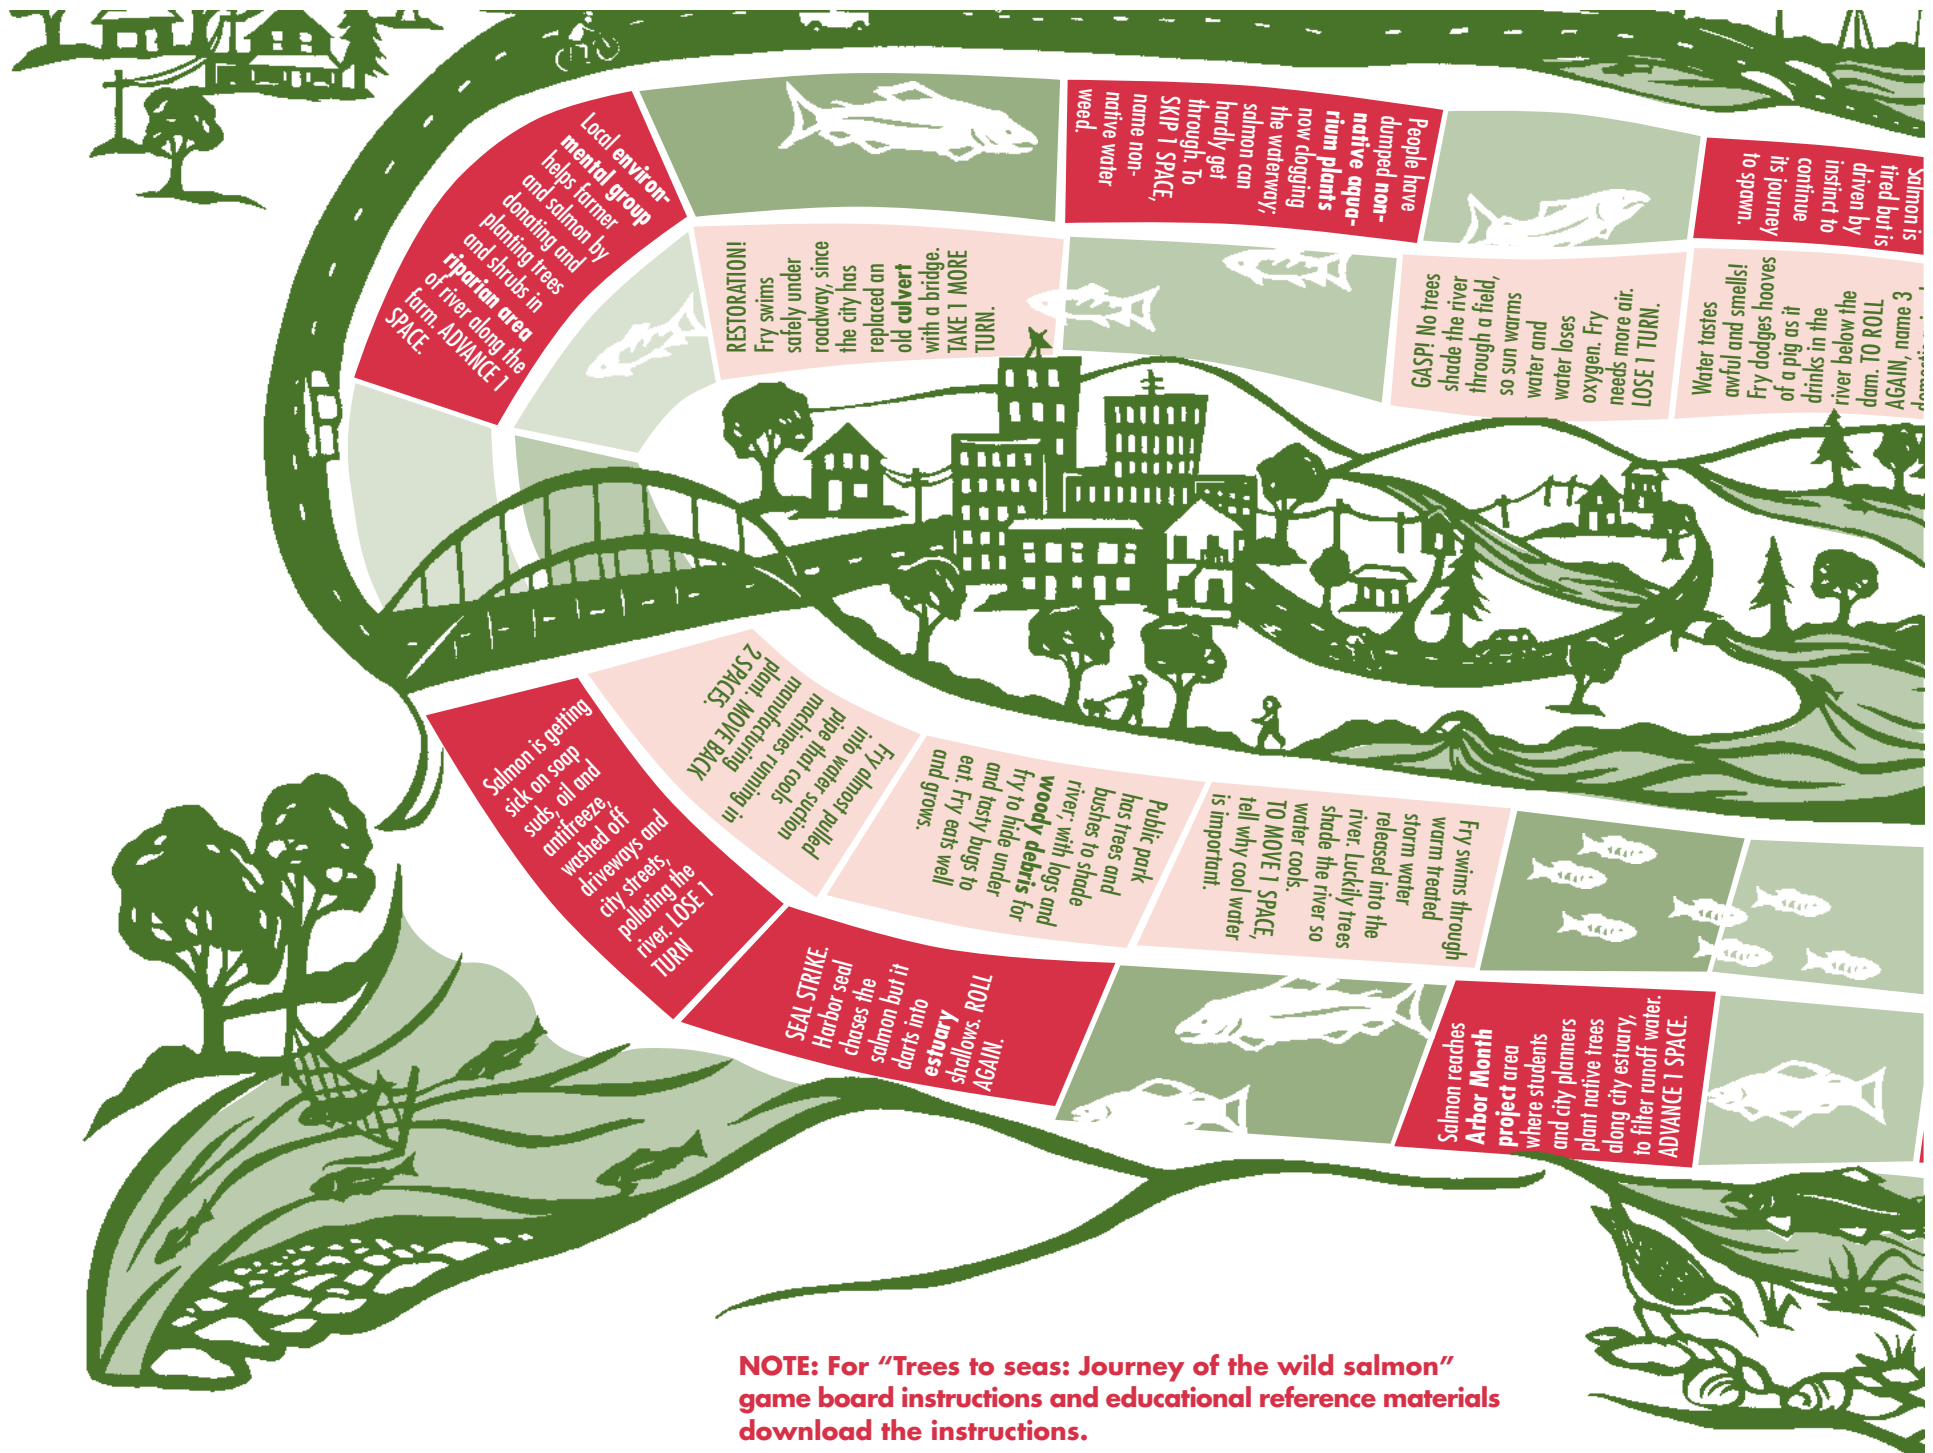 Local environ-
mental group
helps farmer
and salmon by
donating and
planting trees
and shrubs in
riparian area
of river along the
farm. ADVANCE 1
SPACE.
People have
dumped non-
native aqua-
rium plants
now clogging
the waterway;
salmon can
hardly get
through. To
SKIP 1 SPACE,
name non-
native water
weed.
Salmon is
tired but is
driven by
instinct to
continue
its journey
to spawn.
RESTORATION!
Fry swims
safely under
roadway, since
the city has
replaced an
old culvert
with a bridge.
TAKE 1 MORE
TURN.
GASP! No trees
shade the river
through a field,
so sun warms
water and
water loses
oxygen. Fry
needs more air.
LOSE 1 TURN.
Water tastes
awful and smells!
Fry dodges hooves
of a pig as it
drinks in the
river below the
dam. TO ROLL
AGAIN, name 3
Salmon is getting
sick on soap
suds, oil and
antifreeze,
washed off
driveways and
city streets,
polluting the
river. LOSE 1
TURN
Fry almost pulled
into water suction
pipe that cools
machines running in
manufacturing
plant. MOVE BACK
2 SPACES.
Public park
has trees and
bushes to shade
river, with logs and
woody debris for
fry to hide under
and tasty bugs to
eat. Fry eats well
and grows.
Fry swims through
warm treated
storm water
released into the
river. Luckily trees
shade the river so
water cools.
TO MOVE 1 SPACE,
tell why cool water
is important.
SEAL STRIKE.
Harbor seal
chases the
salmon but it
darts into
estuary
shallows. ROLL
AGAIN.
Salmon reaches
Arbor Month
project area
where students
and city planners
plant native trees
along city estuary,
to filter runoff water.
ADVANCE 1 SPACE.
NOTE: For “Trees to seas: Journey of the wild salmon”
game board instructions and educational reference materials
download the instructions.